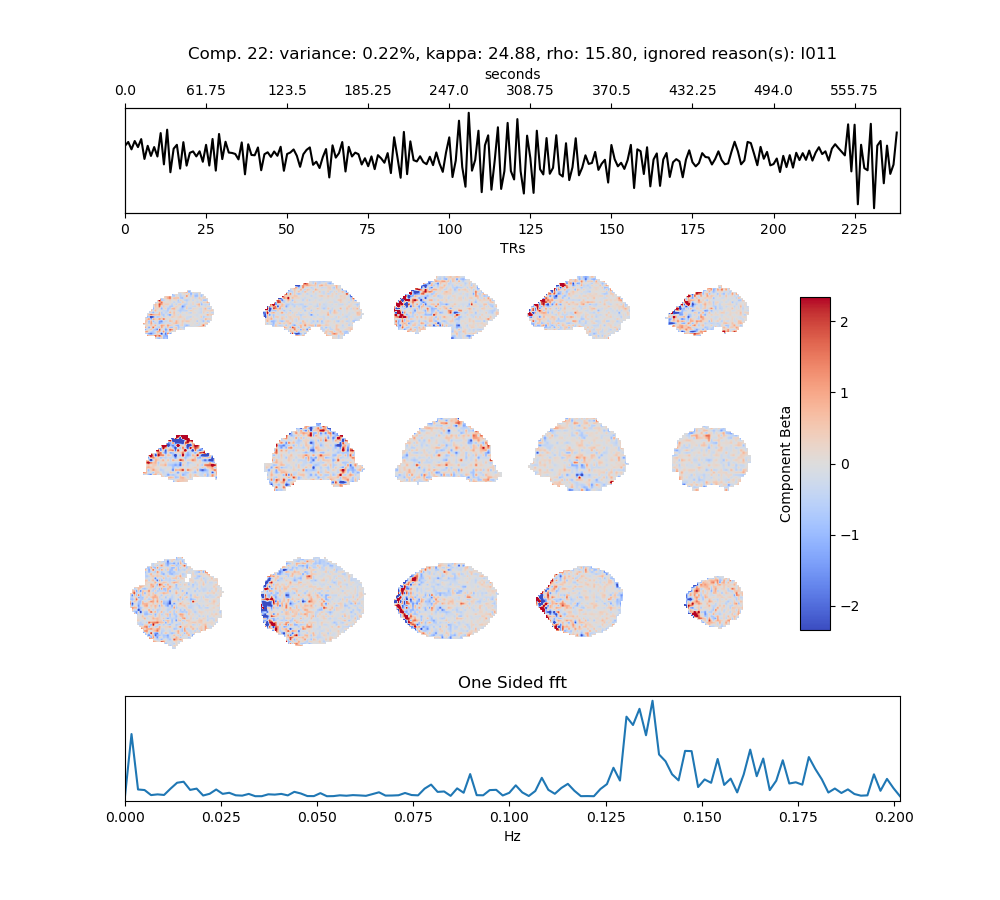 Comp. 22: variance: 0.22%, kappa: 24.88, rho: 15.80, ignored reason(s): I011
seconds
0.0 61.75 123.5 185.25 247.0 308.75 370.5 432.25 494.0 555.75
0 25 50 75 100 125 150 175 200 225
TRs
2
1
0
−1
−2
Component Beta
One Sided fft
0.000 0.025 0.050 0.075 0.100 0.125 0.150 0.175 0.200
Hz